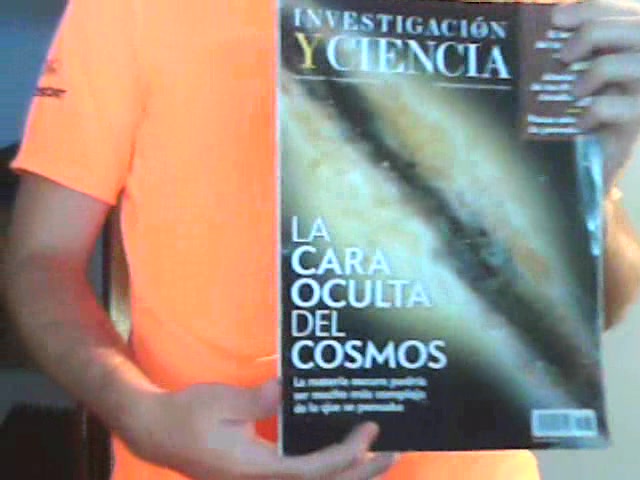 INVESTIGACIÓN
Y CIENCIA
LA
CARA
OCULTA
DEL
COSMOS
La materia oscura podría
ser mucho más compleja
de lo que se pensaba